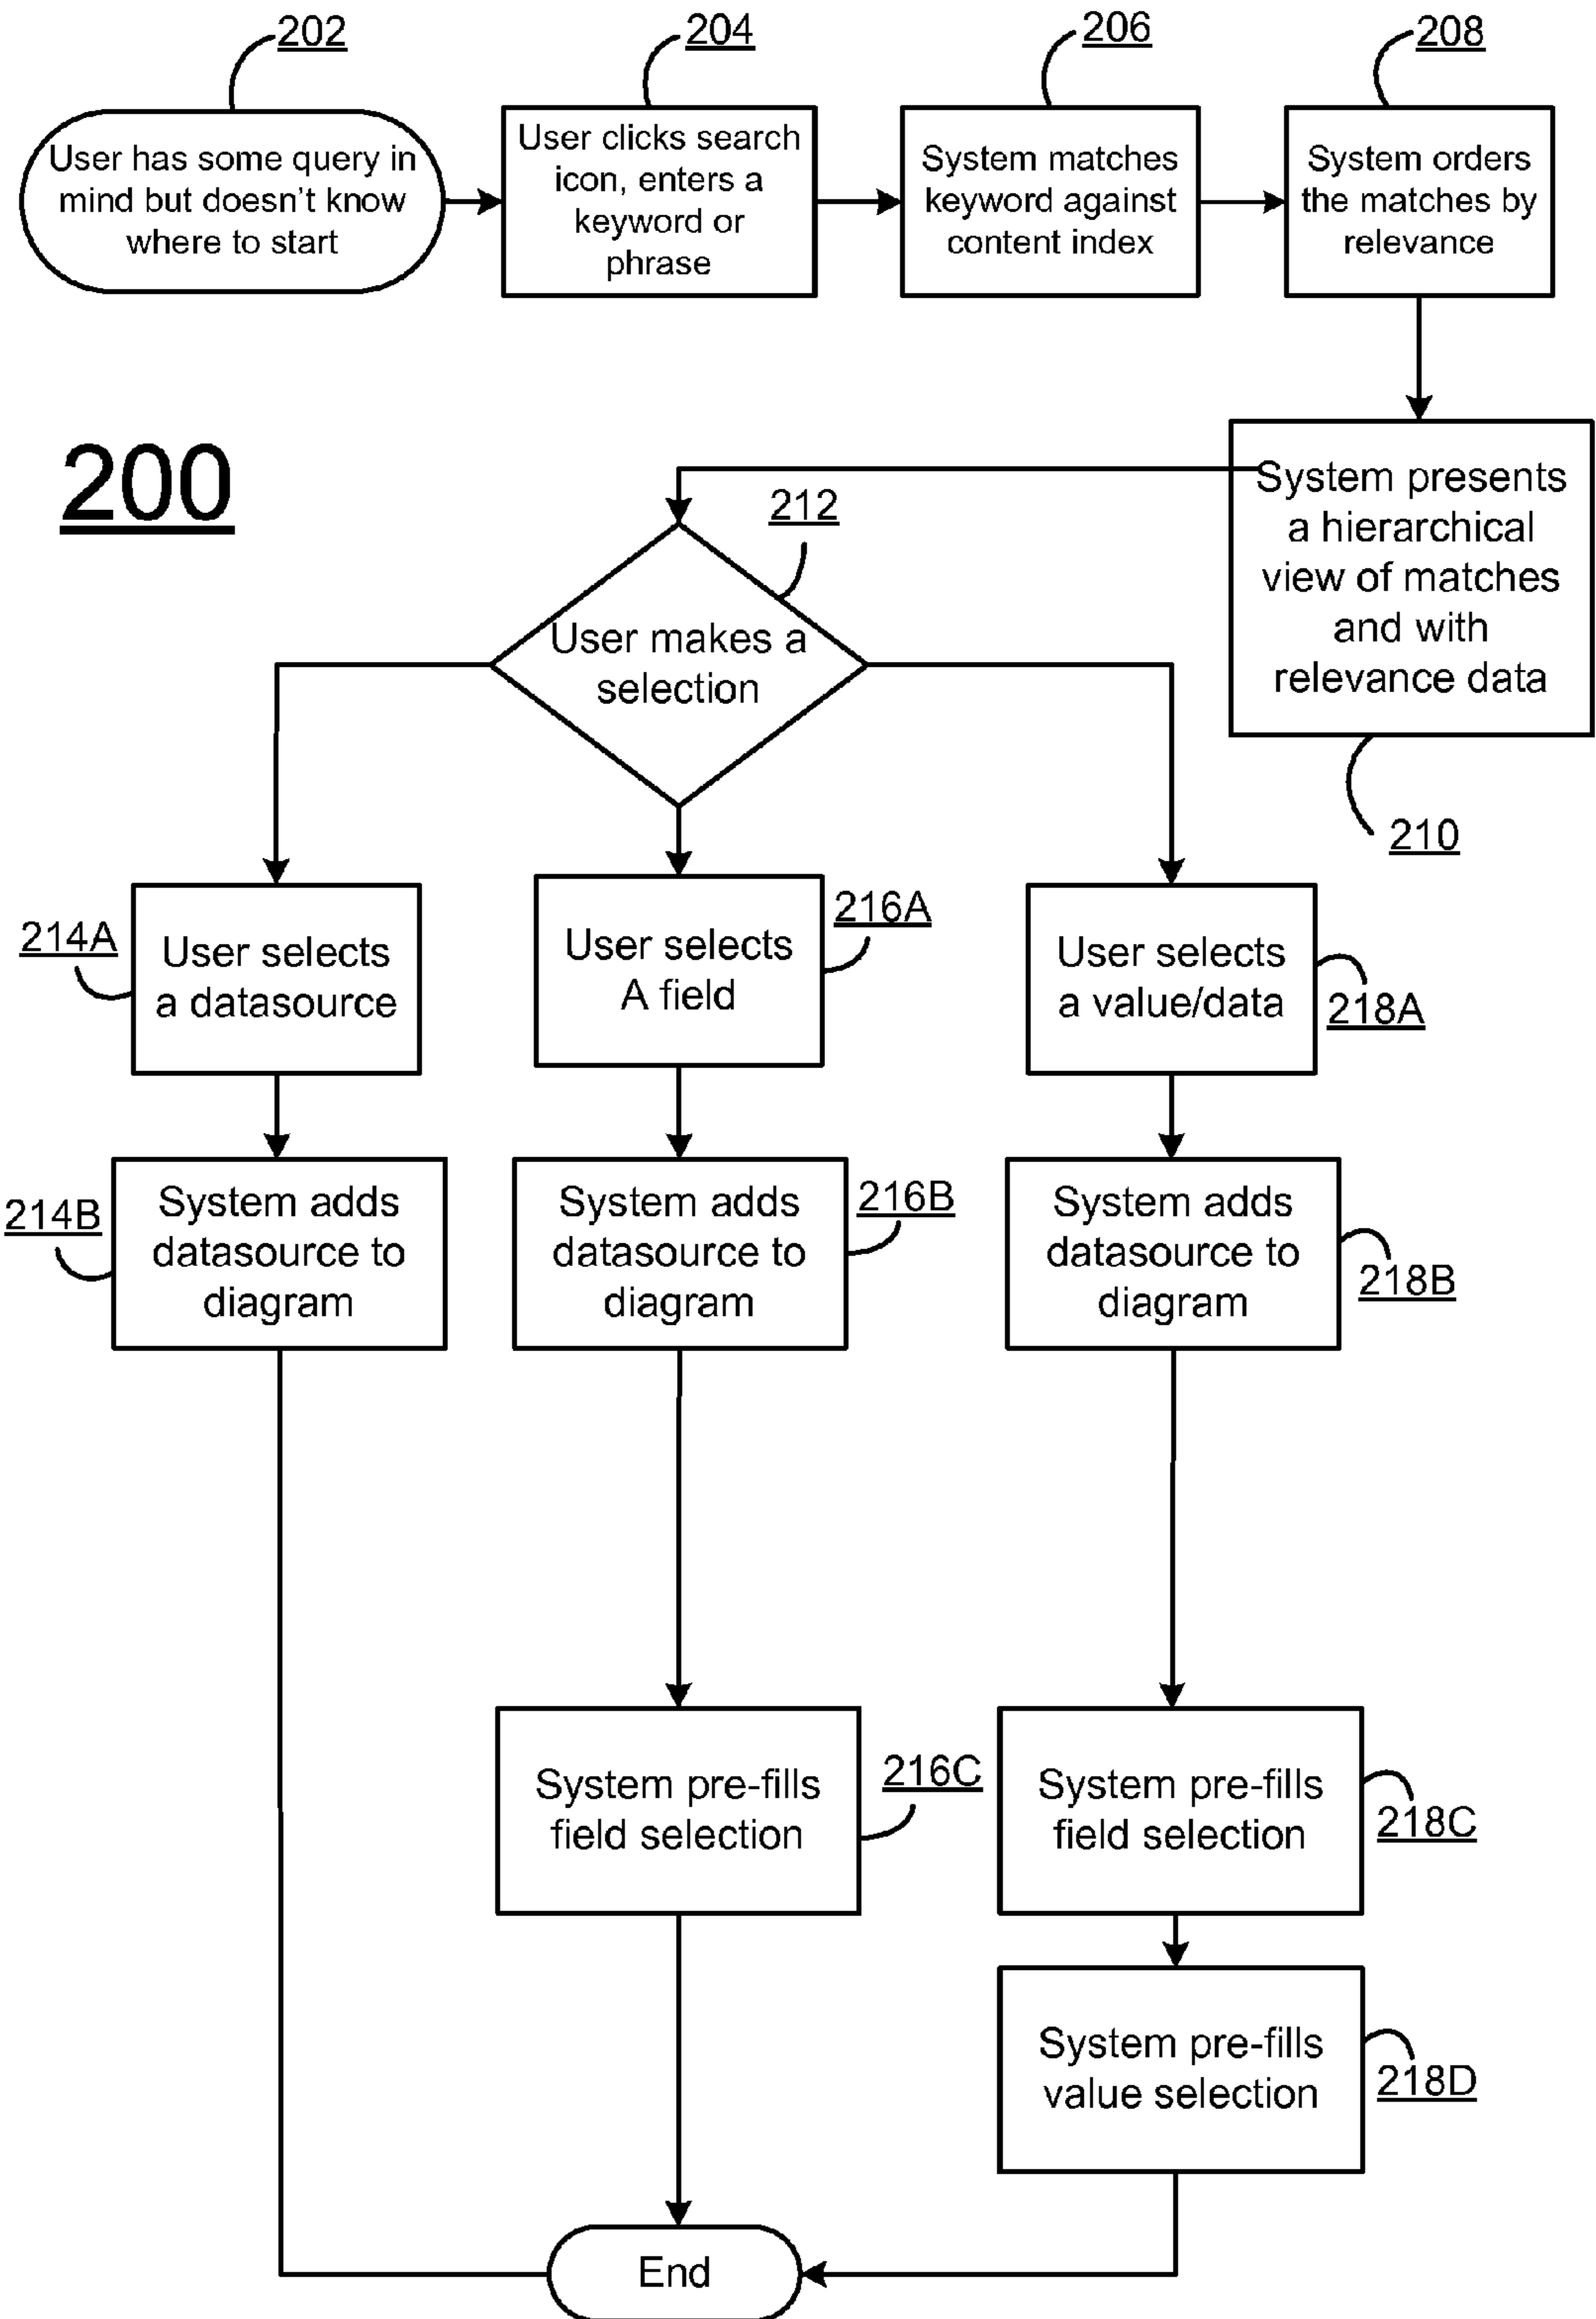 202
204
206
208
User has some query in
mind but doesn't know
where to start
User clicks search
icon, enters a
keyword or
phrase
System matches
keyword against
content index
System orders
the matches by
relevance
200
System presents
a hierarchical
view of matches
and with
relevance data
210
212
User makes a
selection
214A
User selects
a datasource
216A
User selects
A field
218A
User selects
a value/data
214B
System adds
datasource to
diagram
216B
System adds
datasource to
diagram
218B
System adds
datasource to
diagram
216C
System pre-fills
field selection
218C
System pre-fills
field selection
218D
System pre-fills
value selection
End